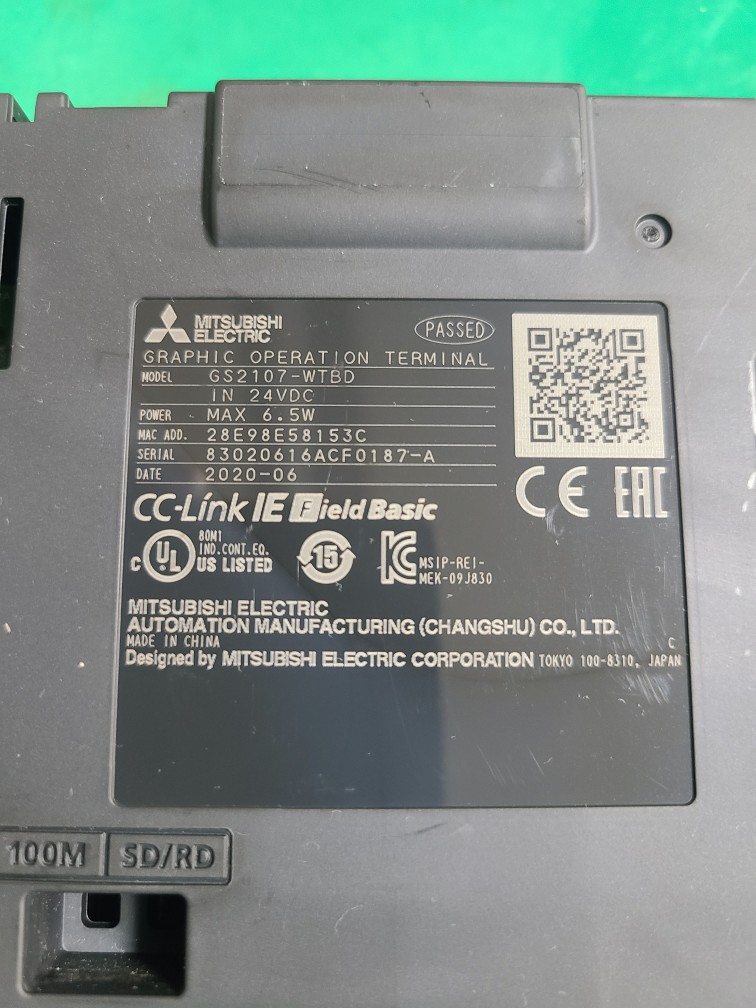 MITSUBISHI
ELECTRIC
PASSED
GRAPHIC OPERATION TERMINAL
MODEL GS2107-WTBD
IN 24VDC
POWER MAX 6.5W
MAC ADD. 28E98E58153C
SERIAL 83020616ACF0187-A
DATE 2020-06
CE EAC
CC-Link IE Field Basic
C UL US LISTED
80M1
IND.CONT.EQ.
15
KC
MSIP-REI-
MEK-09J830
MITSUBISHI ELECTRIC
AUTOMATION MANUFACTURING (CHANGSHU) CO., LTD.
MADE IN CHINA
C
Designed by MITSUBISHI ELECTRIC CORPORATION TOKYO 100-8310, JAPAN
100M SD/RD